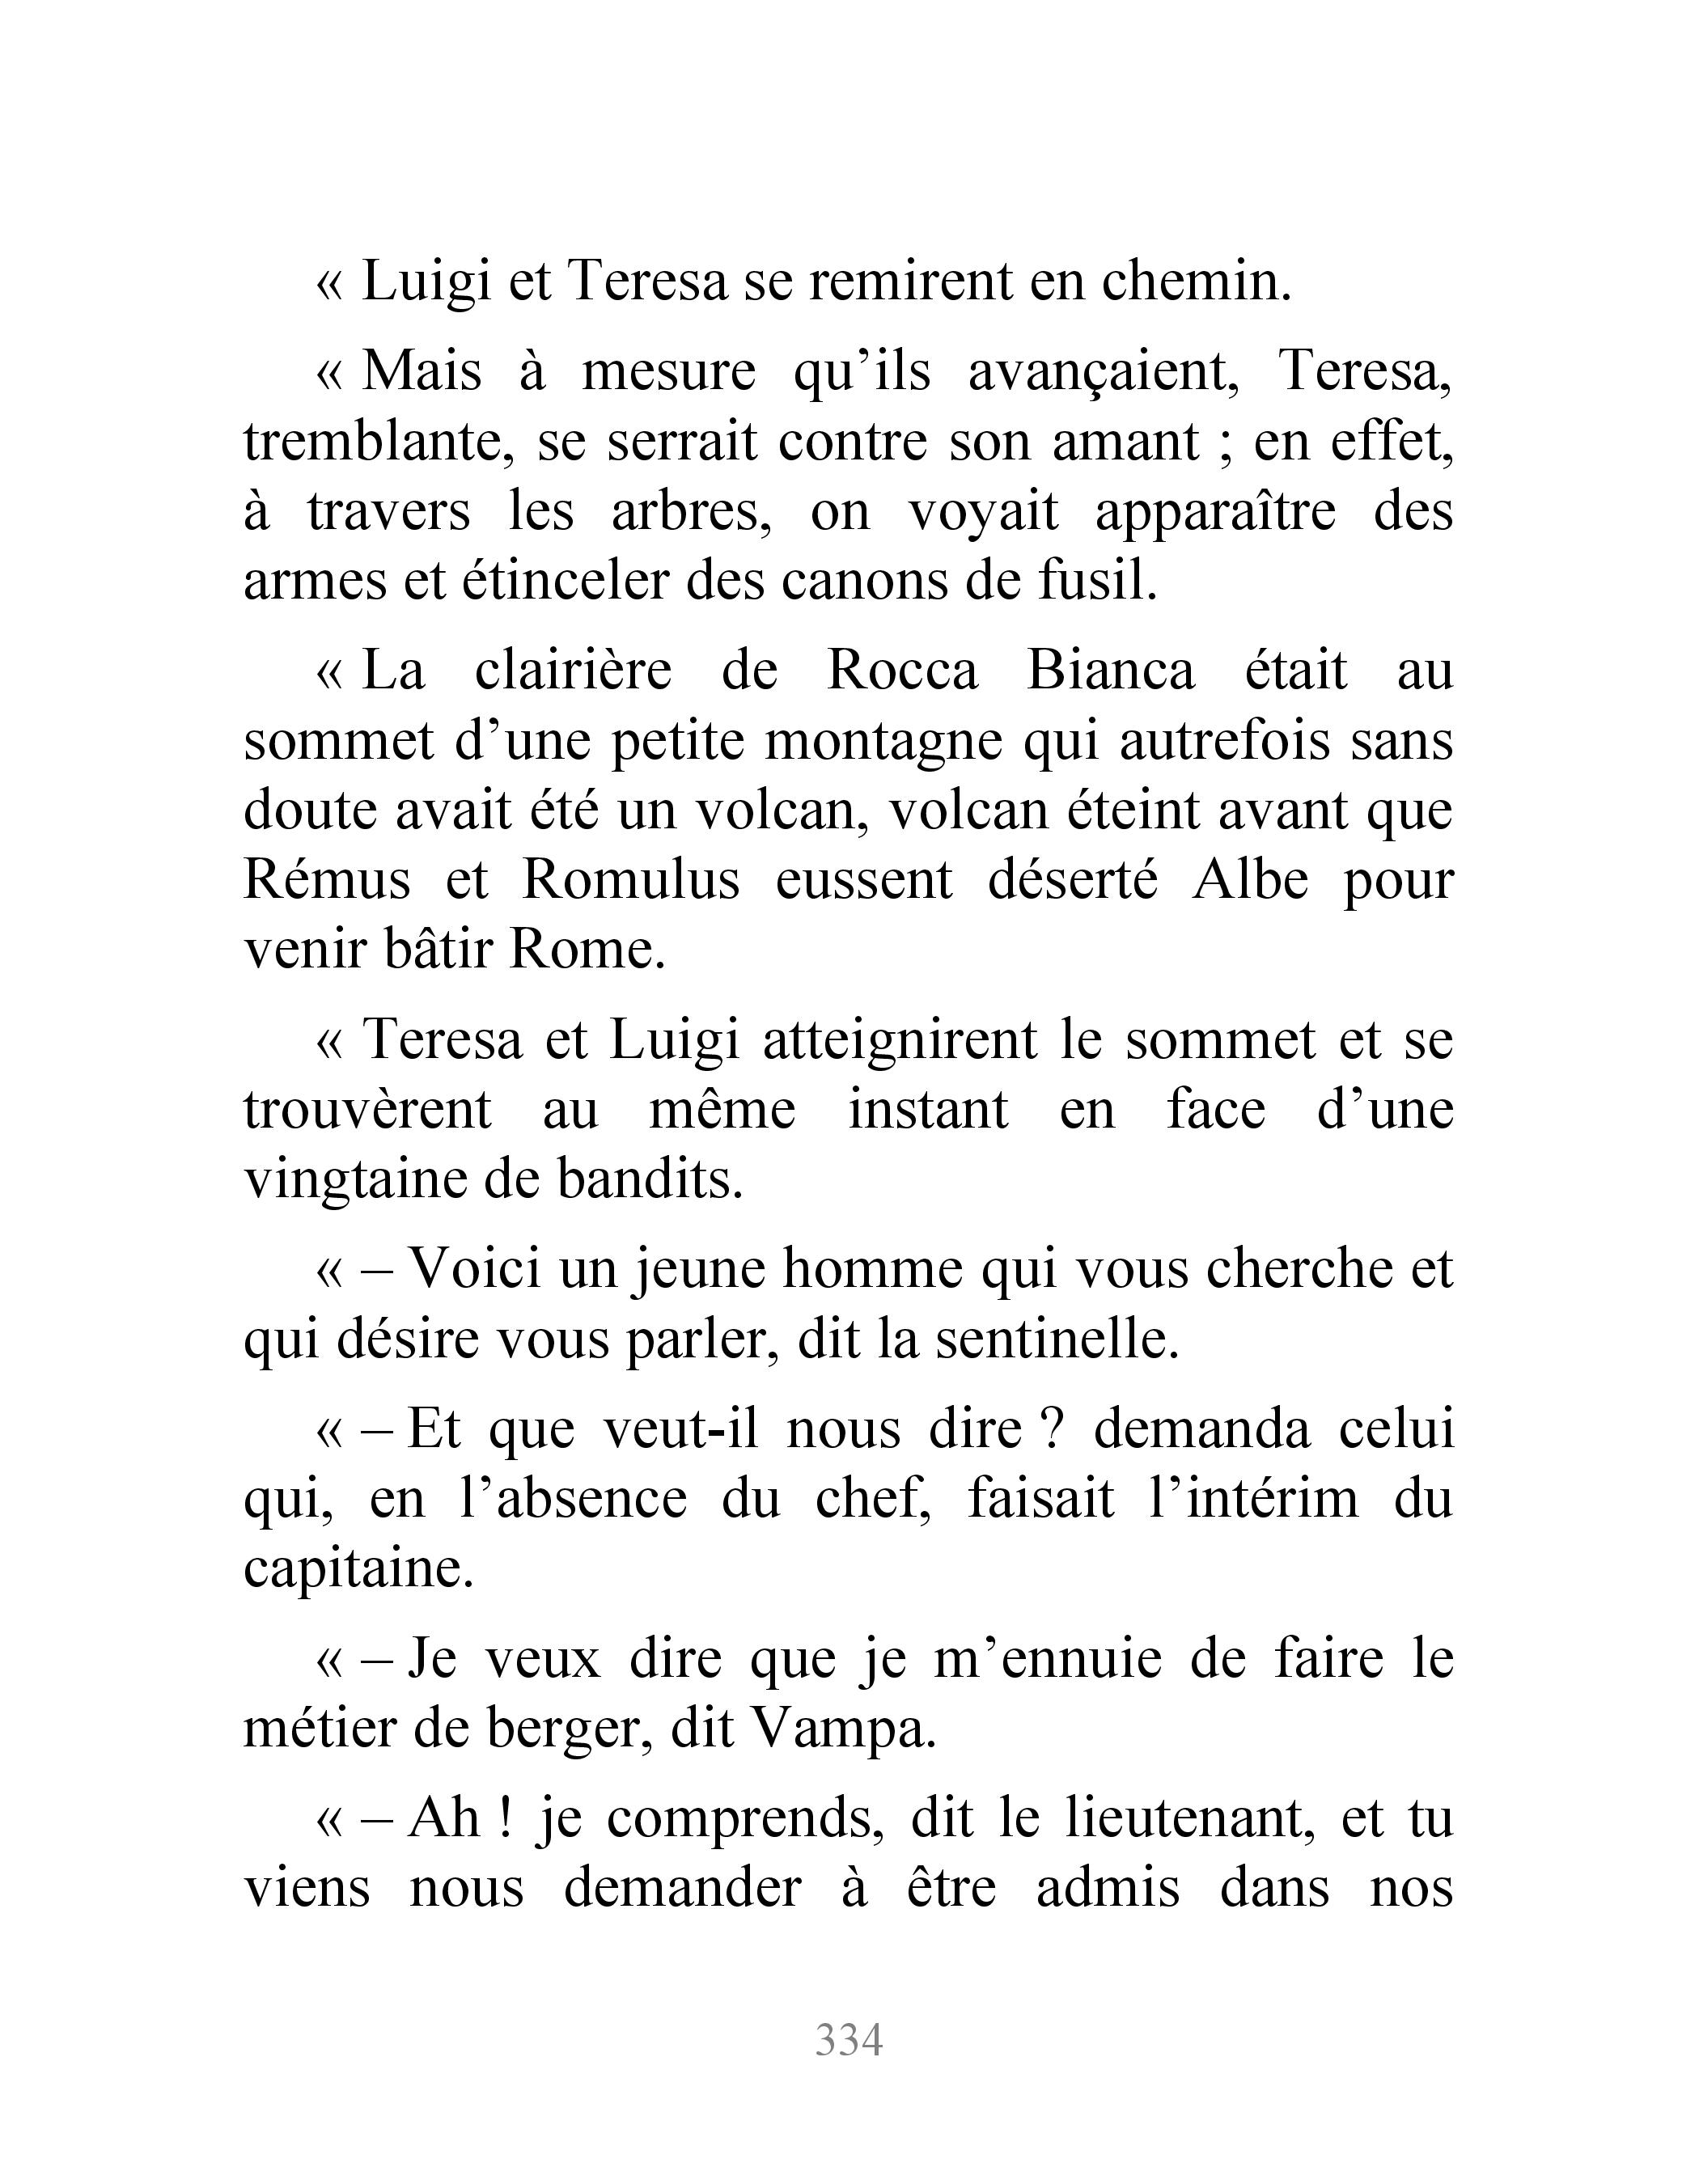 « Luigi et Teresa se remirent en chemin.
« Mais à mesure qu’ils avançaient, Teresa,
tremblante, se serrait contre son amant ; en effet,
à travers les arbres, on voyait apparaître des
armes et étinceler des canons de fusil.
« La clairière de Rocca Bianca était au
sommet d’une petite montagne qui autrefois sans
doute avait été un volcan, volcan éteint avant que
Rémus et Romulus eussent déserté Albe pour
venir bâtir Rome.
« Teresa et Luigi atteignirent le sommet et se
trouvèrent au même instant en face d’une
vingtaine de bandits.
« – Voici un jeune homme qui vous cherche et
qui désire vous parler, dit la sentinelle.
« – Et que veut-il nous dire ? demanda celui
qui, en l’absence du chef, faisait l’intérim du
capitaine.
« – Je veux dire que je m’ennuie de faire le
métier de berger, dit Vampa.
« – Ah ! je comprends, dit le lieutenant, et tu
viens nous demander à être admis dans nos
334